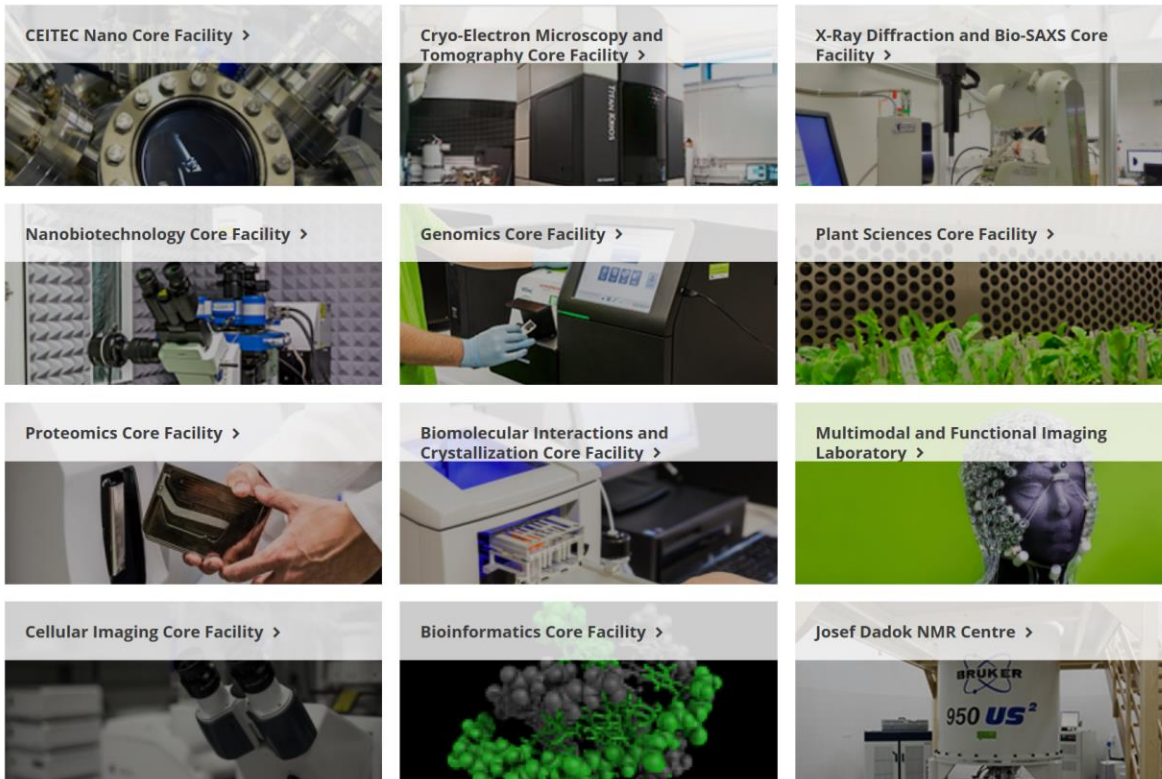 CEITEC Nano Core Facility >
Cryo-Electron Microscopy and
Tomography Core Facility >
X-Ray Diffraction and Bio-SAXS Core
Facility >
TITAN KRIOS
Nanobiotechnology Core Facility >
Genomics Core Facility >
Plant Sciences Core Facility >
Proteomics Core Facility >
Biomolecular Interactions and
Crystallization Core Facility >
Multimodal and Functional Imaging
Laboratory >
Cellular Imaging Core Facility >
Bioinformatics Core Facility >
Josef Dadok NMR Centre >
BRUKER
950 US²